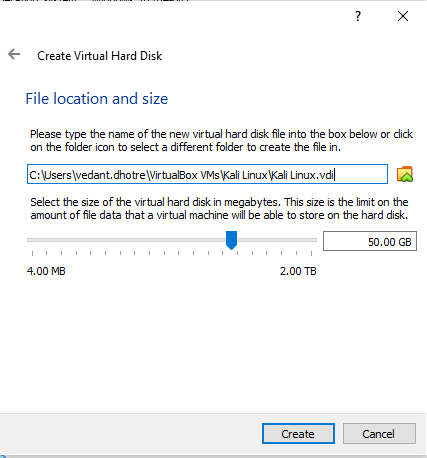 ?
Create Virtual Hard Disk
File location and size
Please type the name of the new virtual hard disk file into the box below or click
on the folder icon to select a different folder to create the file in.
C:\Users\vedant.dhotre\VirtualBox VMs\Kali Linux\Kali Linux.vdi
Select the size of the virtual hard disk in megabytes. This size is the limit on the
amount of file data that a virtual machine will be able to store on the hard disk.
50.00 GB
4.00 MB 2.00 TB
Create Cancel